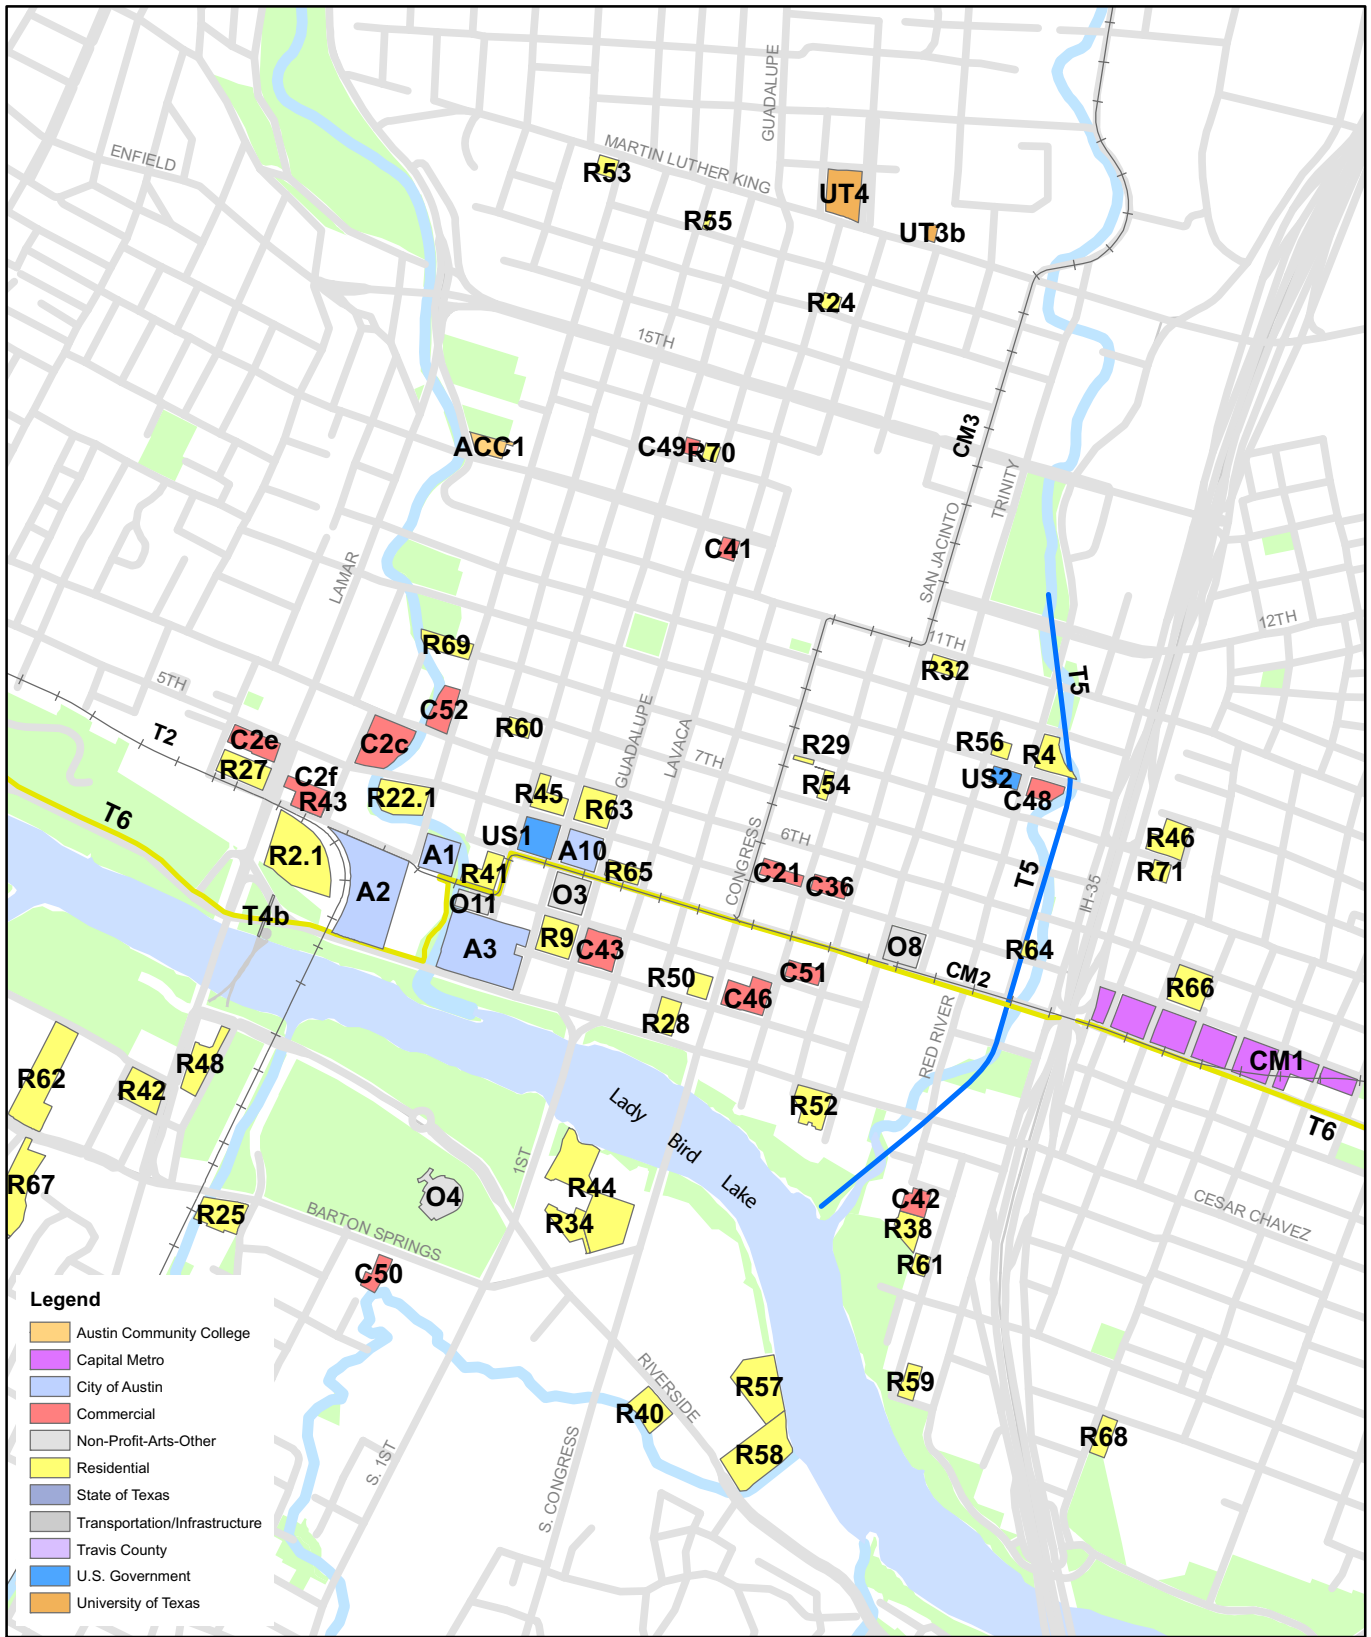 GUADALUPE
MARTIN LUTHER KING
ENFIELD
R53
UT4
R55
UT3b
R24
15TH
CM3
ACC1
C49
R70
TRINITY
SAN JACINTO
C41
LAMAR
12TH
11TH
R69
R32
T5
5TH
C52
GUADALUPE
LAVACA
T2
C2e
C2c
R60
7TH
R29
R56
R4
R27
C2f
R43
R22.1
R45
R63
R54
US2
C48
T6
US1
6TH
R46
R2.1
A1
A10
R41
R65
CONGRESS
C21
C36
T5
R71
IH-35
A2
O11
O3
T4b
A3
R9
C43
O8
R64
CM2
R50
C51
C46
R66
R28
RED RIVER
R62
R48
R42
CM1
Lady
Bird
Lake
R52
T6
1ST
R67
O4
R44
C42
CESAR CHAVEZ
R25
BARTON SPRINGS
R34
R38
R61
C50
RIVERSIDE
R57
R59
R40
R58
R68
S. 1ST
S. CONGRESS
Legend
Austin Community College
Capital Metro
City of Austin
Commercial
Non-Profit-Arts-Other
Residential
State of Texas
Transportation/Infrastructure
Travis County
U.S. Government
University of Texas